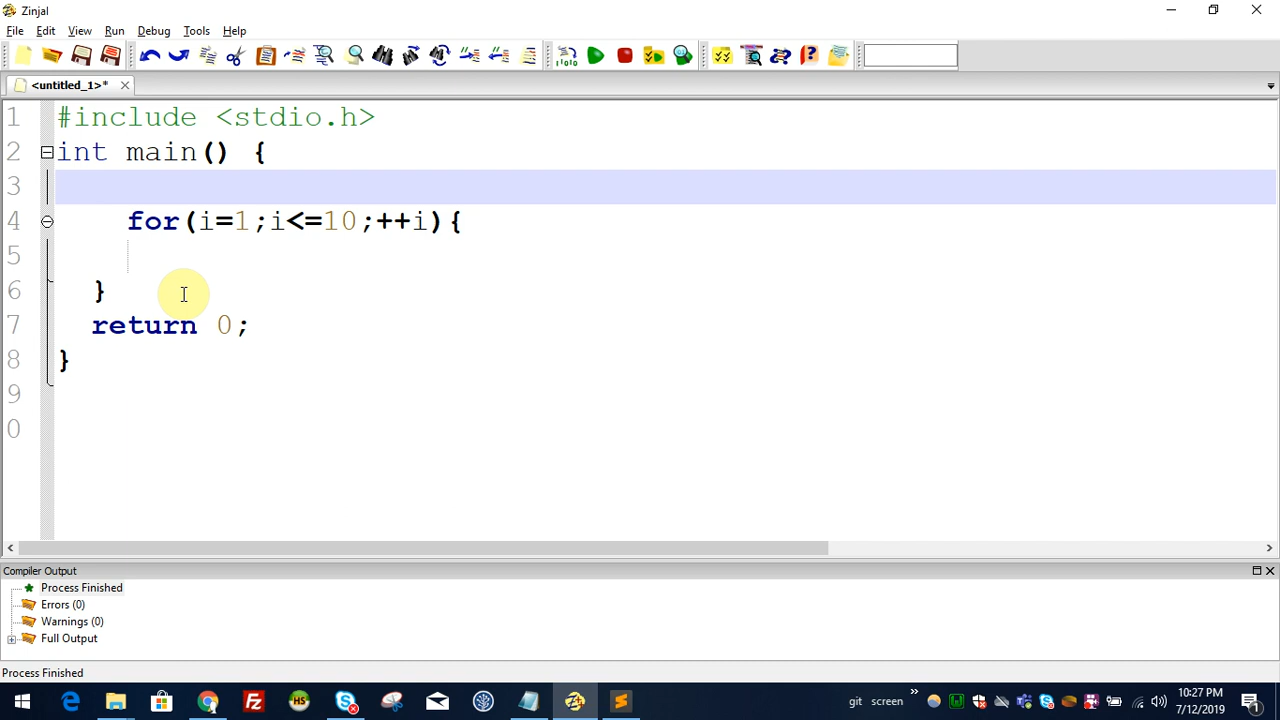 Zinjal
File Edit View Run Debug Tools Help
<untitled_1>*
1 #include <stdio.h>
2 int main() {
3
4 for(i=1;i<=10;++i){
5
6 }
7 return 0;
8 }
9
0
Compiler Output
Process Finished
Errors (0)
Warnings (0)
Full Output
Process Finished
git screen
10:27 PM
7/12/2019